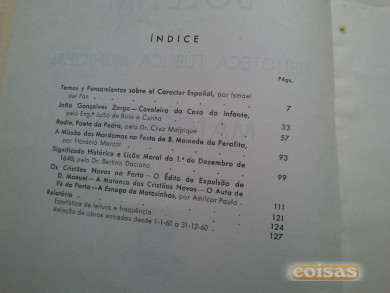 ÍNDICE
Págs.
Temas y Pensamientos sobre el Caracter Español, por Ismael
del Pan 7
João Gonçalves Zargo — Cavaleiro da Casa do Infante,
pelo Eng.º João de Brito e Cunha 33
Rodin, Poeta da Pedra, pelo Dr. Cruz Malpique 57
A Missão dos Mordomos na Festa de S. Mamede de Perafita,
por Horácio Marçal 93
Significado Histórico e Lição Moral do 1.º de Dezembro de
1640, pelo Dr. Bertino Daciano 99
Os Cristãos Novos no Porto — O Édito de Expulsão de
D. Manuel — A Marança dos Cristãos Novos — O Auto de
Fé do Porto — A Esnoga de Matosinhos, por Amílcar Paulo 111
Relatório 121
Estatística de leitura e frequência 124
Relação de obras entradas desde 1-1-60 a 31-12-60 127
coisas